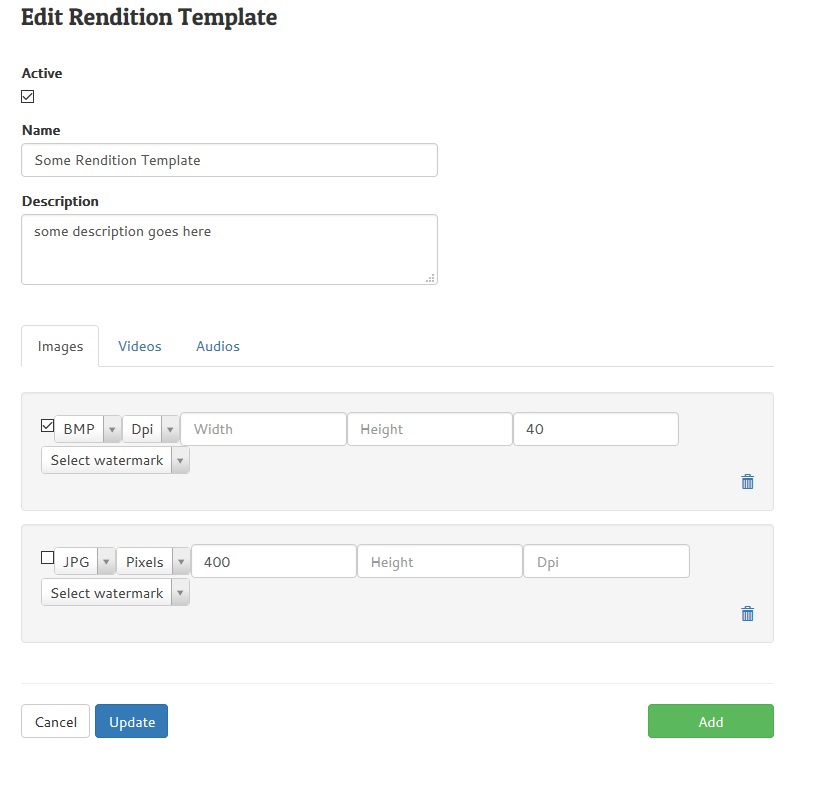 Edit Rendition Template
Active
Name
Some Rendition Template
Description
some description goes here
Images Videos Audios
BMP Dpi Width Height 40
Select watermark
JPG Pixels 400 Height Dpi
Select watermark
Cancel Update Add